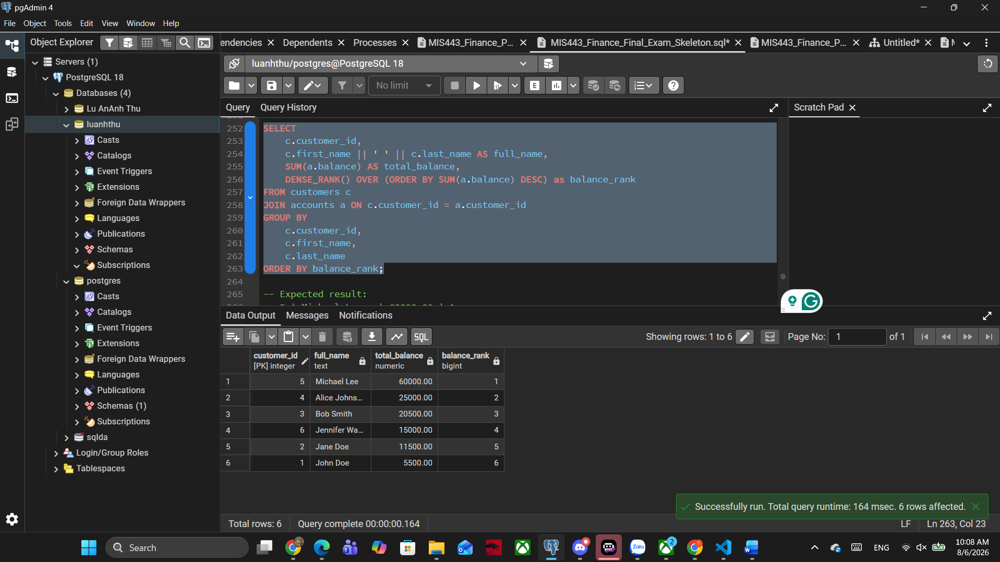 pgAdmin 4
File Object Tools Edit View Window Help
Object Explorer
endencies Dependents Processes MIS443_Finance_P... MIS443_Finance_Final_Exam_Skeleton.sql* MIS443_Finance_P... Untitled*
Servers (1)
PostgreSQL 18
Databases (4)
Lu AnAnh Thu
luanhthu
Casts
Catalogs
Event Triggers
Extensions
Foreign Data Wrappers
Languages
Publications
Schemas
Subscriptions
postgres
Casts
Catalogs
Event Triggers
Extensions
Foreign Data Wrappers
Languages
Publications
Schemas (1)
Subscriptions
sqlda
Login/Group Roles
Tablespaces
luanhthu/postgres@PostgreSQL 18
No limit
E
Query Query History
Scratch Pad
252 SELECT
253 c.customer_id,
254 c.first_name || ' ' || c.last_name AS full_name,
255 SUM(a.balance) AS total_balance,
256 DENSE_RANK() OVER (ORDER BY SUM(a.balance) DESC) as balance_rank
257 FROM customers c
258 JOIN accounts a ON c.customer_id = a.customer_id
259 GROUP BY
260 c.customer_id,
261 c.first_name,
262 c.last_name
263 ORDER BY balance_rank;
264
265 -- Expected result:
Data Output Messages Notifications
SQL
Showing rows: 1 to 6
Page No: 1 of 1
customer_id full_name total_balance balance_rank
[PK] integer text numeric bigint
1 5 Michael Lee 60000.00 1
2 4 Alice Johns... 25000.00 2
3 3 Bob Smith 20500.00 3
4 6 Jennifer Wa... 15000.00 4
5 2 Jane Doe 11500.00 5
6 1 John Doe 5500.00 6
Successfully run. Total query runtime: 164 msec. 6 rows affected.
Total rows: 6 Query complete 00:00:00.164
LF Ln 263, Col 23
Search
Zalo
2
ENG
10:08 AM
8/6/2026